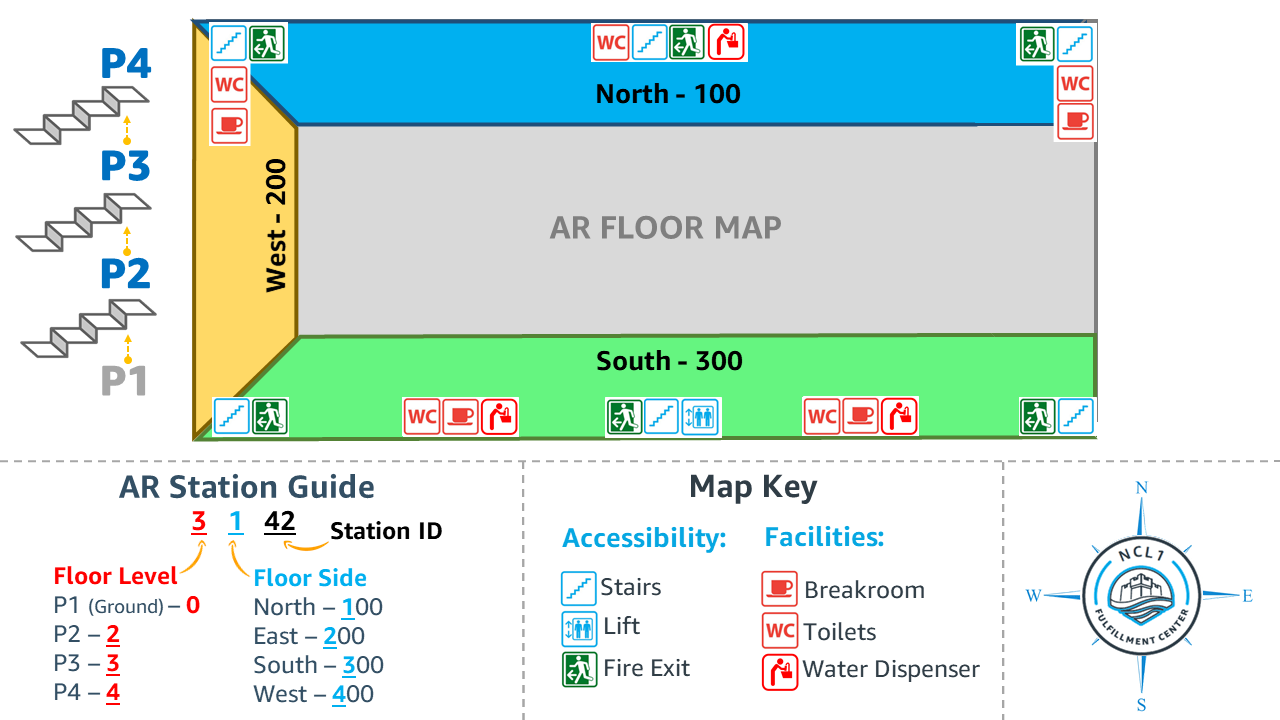 P4
P3
P2
P1
WC
WC
WC
North - 100
West - 200
AR FLOOR MAP
South - 300
WC
WC
AR Station Guide
3 1 42
Station ID
Floor Level
P1 (Ground) – 0
P2 – 2
P3 – 3
P4 – 4
Floor Side
North – 100
East – 200
South – 300
West – 400
Map Key
Accessibility:
Stairs
Lift
Fire Exit
Facilities:
Breakroom
WC
Toilets
Water Dispenser
N
W
E
S
NCL1
FULFILLMENT CENTER